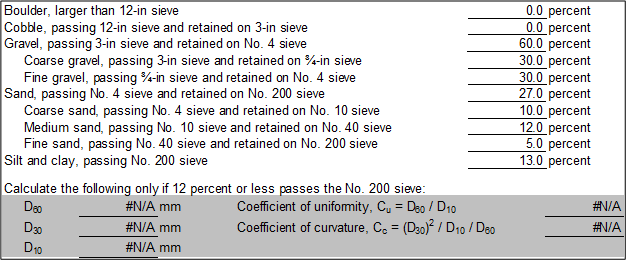 Boulder, larger than 12-in sieve 0.0 percent
Cobble, passing 12-in sieve and retained on 3-in sieve 0.0 percent
Gravel, passing 3-in sieve and retained on No. 4 sieve 60.0 percent
Coarse gravel, passing 3-in sieve and retained on ¾-in sieve 30.0 percent
Fine gravel, passing ¾-in sieve and retained on No. 4 sieve 30.0 percent
Sand, passing No. 4 sieve and retained on No. 200 sieve 27.0 percent
Coarse sand, passing No. 4 sieve and retained on No. 10 sieve 10.0 percent
Medium sand, passing No. 10 sieve and retained on No. 40 sieve 12.0 percent
Fine sand, passing No. 40 sieve and retained on No. 200 sieve 5.0 percent
Silt and clay, passing No. 200 sieve 13.0 percent
Calculate the following only if 12 percent or less passes the No. 200 sieve:
D₆₀ #N/A mm Coefficient of uniformity, Cᵤ = D₆₀ / D₁₀ #N/A
D₃₀ #N/A mm Coefficient of curvature, C꜀ = (D₃₀)² / D₁₀ / D₆₀ #N/A
D₁₀ #N/A mm